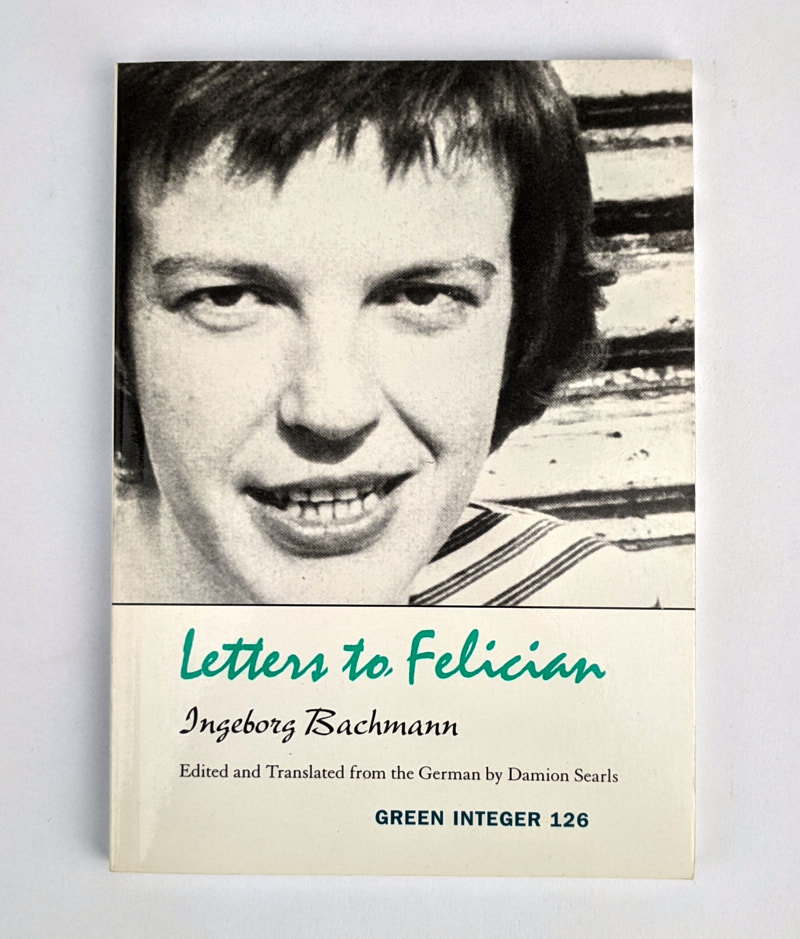 Letters to Felician
Ingeborg Bachmann
Edited and Translated from the German by Damion Searls
GREEN INTEGER 126